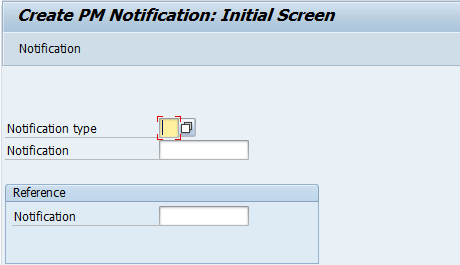 Create PM Notification: Initial Screen
Notification
Notification type
Notification
Reference
Notification